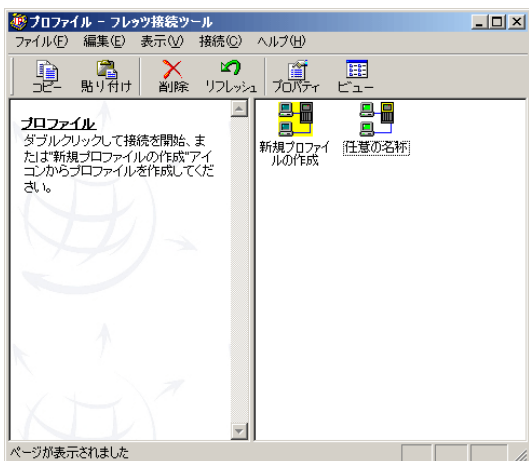 プロファイル - フレッツ接続ツール
ファイル(F) 編集(E) 表示(V) 接続(C) ヘルプ(H)
コピー 貼り付け 削除 リフレッシュ プロパティ ビュー
プロファイル
ダブルクリックして接続を開始、ま
たは"新規プロファイルの作成"アイ
コンからプロファイルを作成してくだ
さい。
新規プロファイ
ルの作成
任意の名称
ページが表示されました